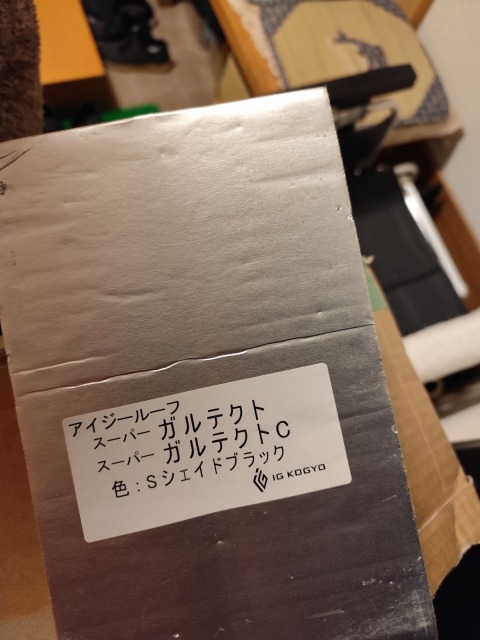 アイジールーフ
スーパー ガルテクト
スーパー ガルテクトC
色：Sシェイドブラック
IG KOGYO